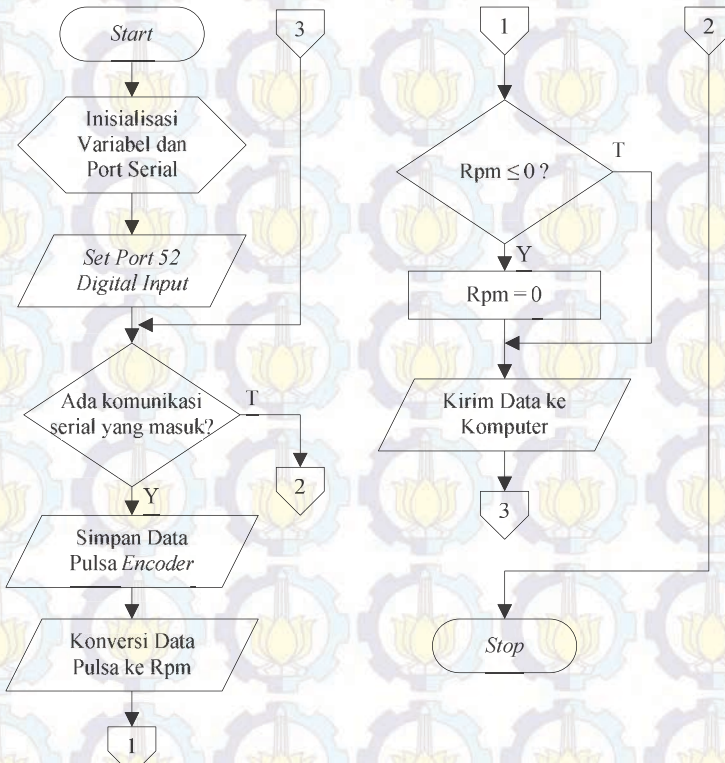 Start
Inisialisasi
Variabel dan
Port Serial
Set Port 52
Digital Input
3
Ada komunikasi
serial yang masuk?
T
2
Y
Simpan Data
Pulsa Encoder
Konversi Data
Pulsa ke Rpm
1
1
Rpm ≤ 0 ?
T
Y
Rpm = 0
Kirim Data ke
Komputer
3
2
Stop